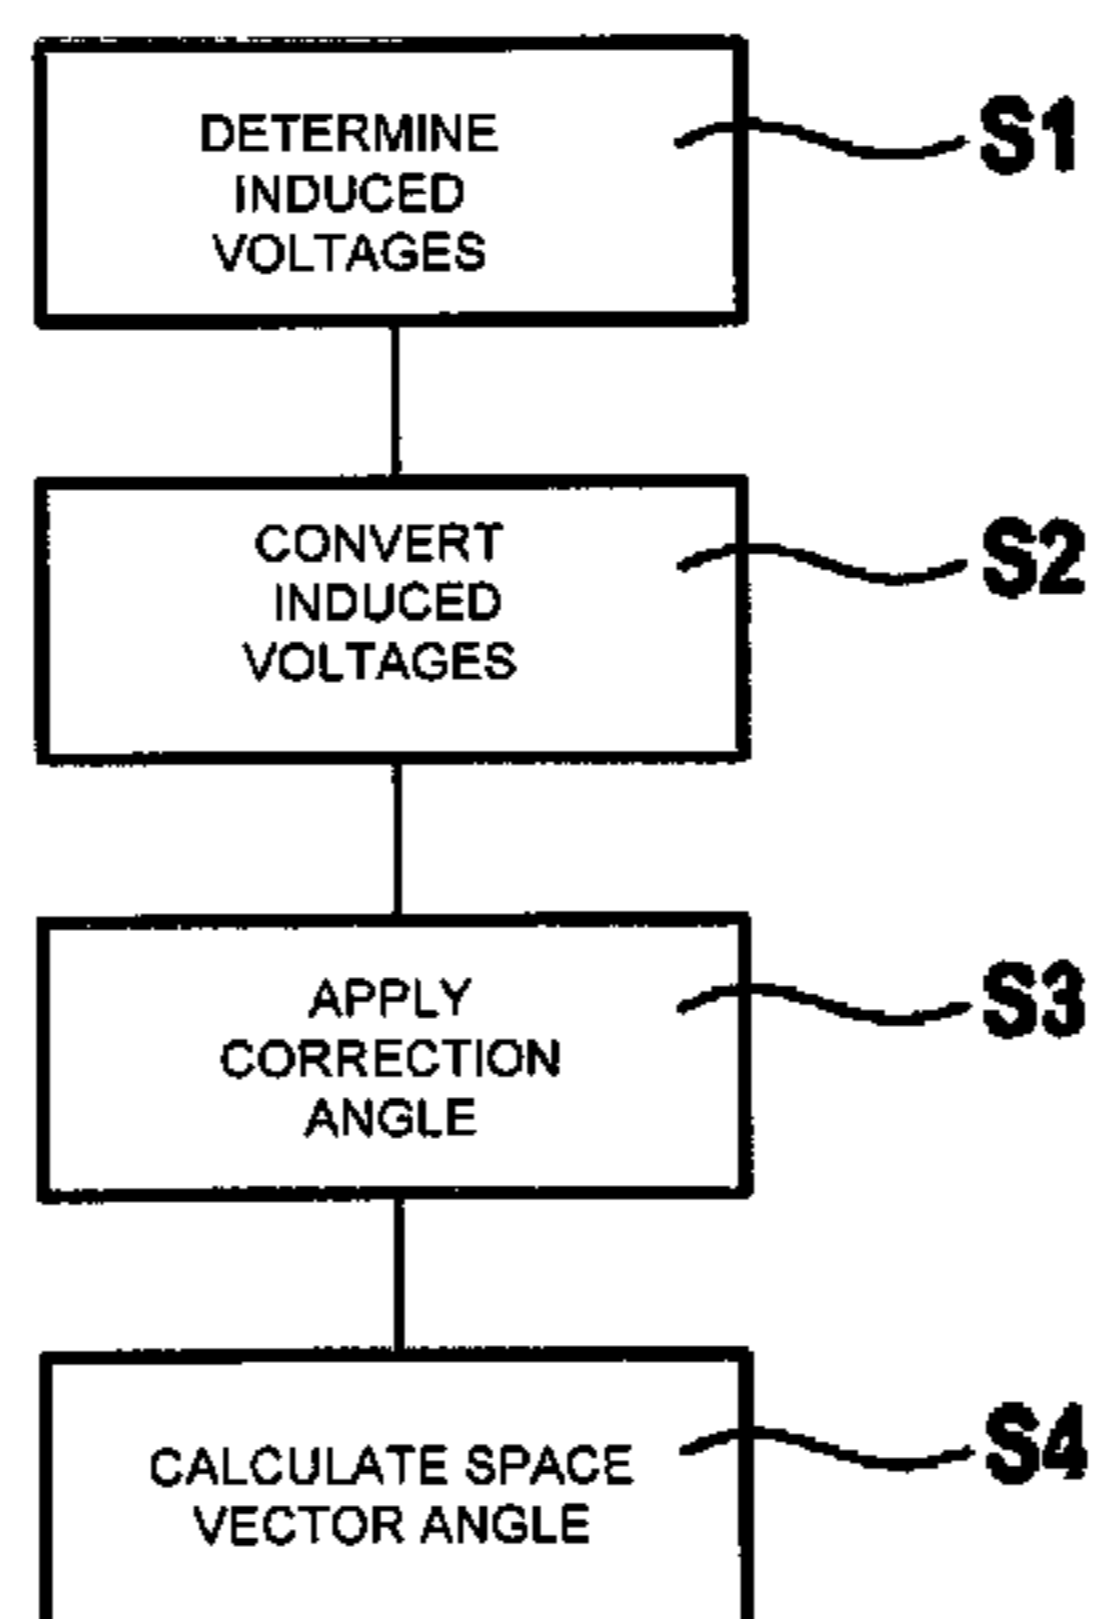 DETERMINE
INDUCED
VOLTAGES
S1
CONVERT
INDUCED
VOLTAGES
S2
APPLY
CORRECTION
ANGLE
S3
CALCULATE SPACE
VECTOR ANGLE
S4